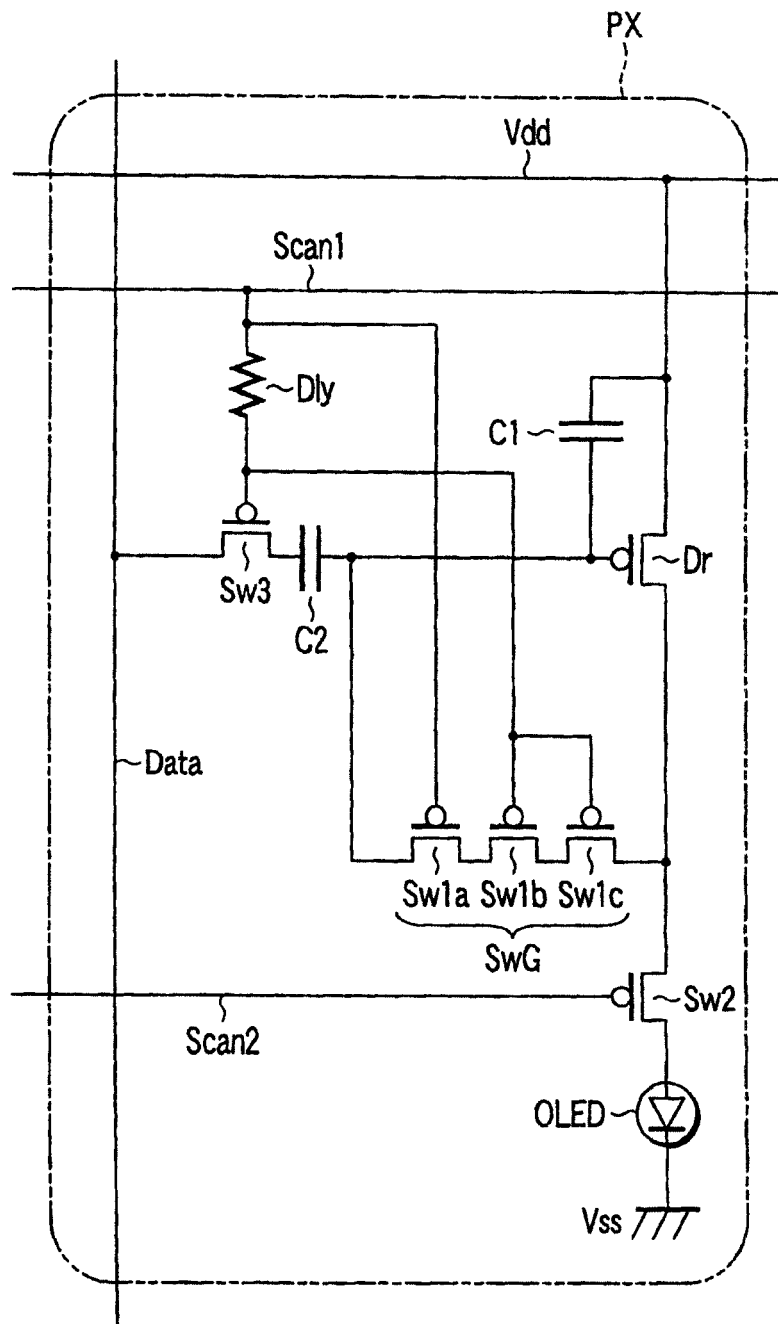 PX
Vdd
Scan1
Dly
C1
Sw3
C2
Dr
Data
Sw1a Sw1b Sw1c
SwG
Scan2
Sw2
OLED
Vss